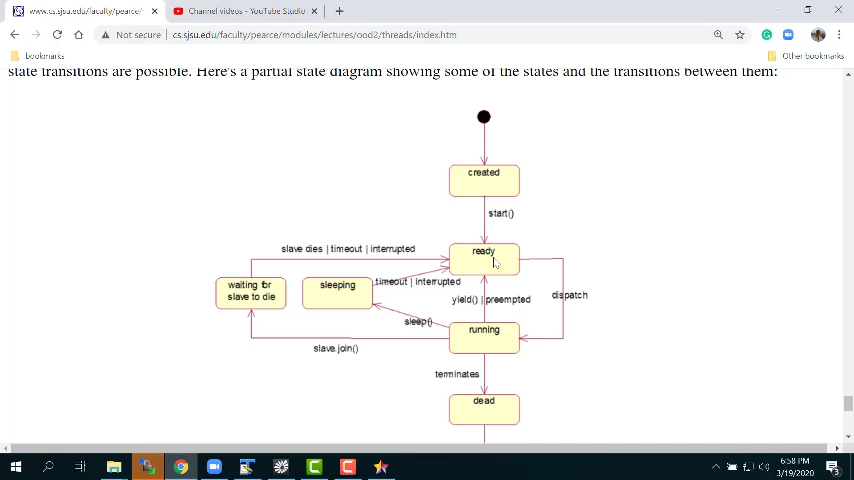 www.cs.sjsu.edu/faculty/pearce/
Channel videos - YouTube Studio
Not secure
cs.sjsu.edu/faculty/pearce/modules/lectures/ood2/threads/index.htm
bookmarks
Other bookmarks
state transitions are possible. Here's a partial state diagram showing some of the states and the transitions between them:
created
start()
slave dies | timeout | interrupted
ready
waiting for
slave to die
sleeping
timeout | interrupted
yield() | preempted
dispatch
sleep()
running
slave.join()
terminates
dead
6:58 PM
3/19/2020
3